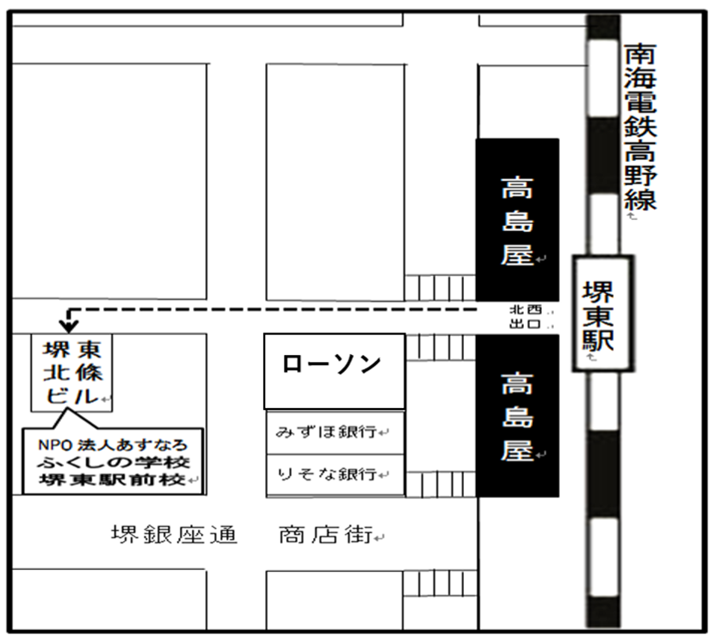 南海電鉄高野線
高島屋
北西
出口
堺東駅
堺東
北條
ビル
ローソン
高島屋
みずほ銀行
りそな銀行
NPO法人あすなろ
ふくしの学校
堺東駅前校
堺銀座通 商店街